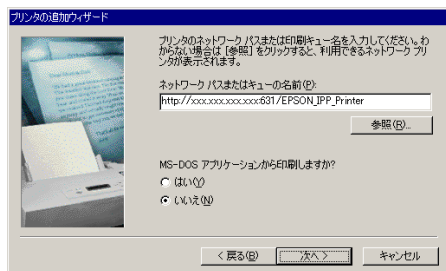 プリンタの追加ウィザード
プリンタのネットワーク パスまたは印刷キュー名を入力してください。わ
からない場合は [参照] をクリックすると、利用できるネットワーク プリ
ンタが表示されます。
ネットワーク パスまたはキューの名前(P):
http://xxx.xxx.xxx.xxx:631/EPSON_IPP_Printer
参照(R)...
MS-DOS アプリケーションから印刷しますか?
はい(Y)
いいえ(N)
< 戻る(B)
次へ >
キャンセル